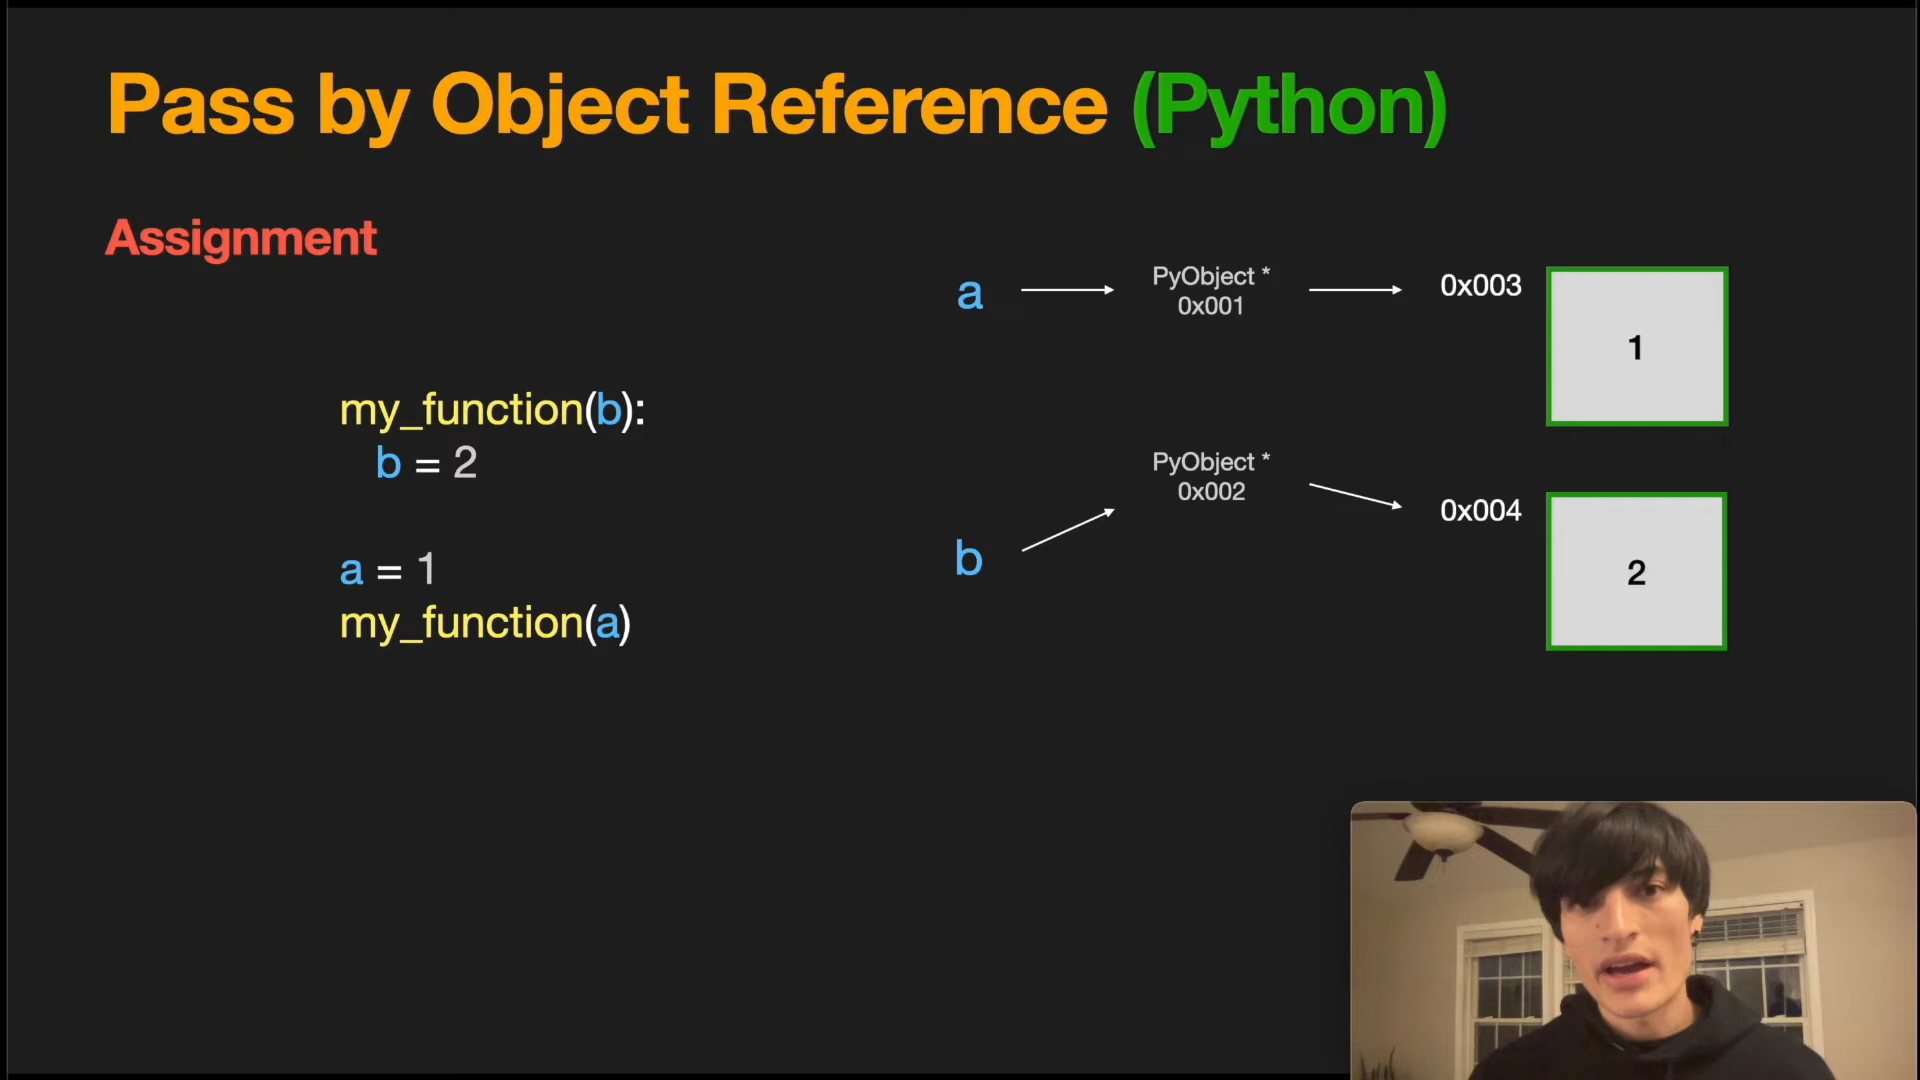 Pass by Object Reference (Python)
Assignment
my_function(b):
b = 2
a = 1
my_function(a)
a
PyObject *
0x001
0x003
1
b
PyObject *
0x002
0x004
2